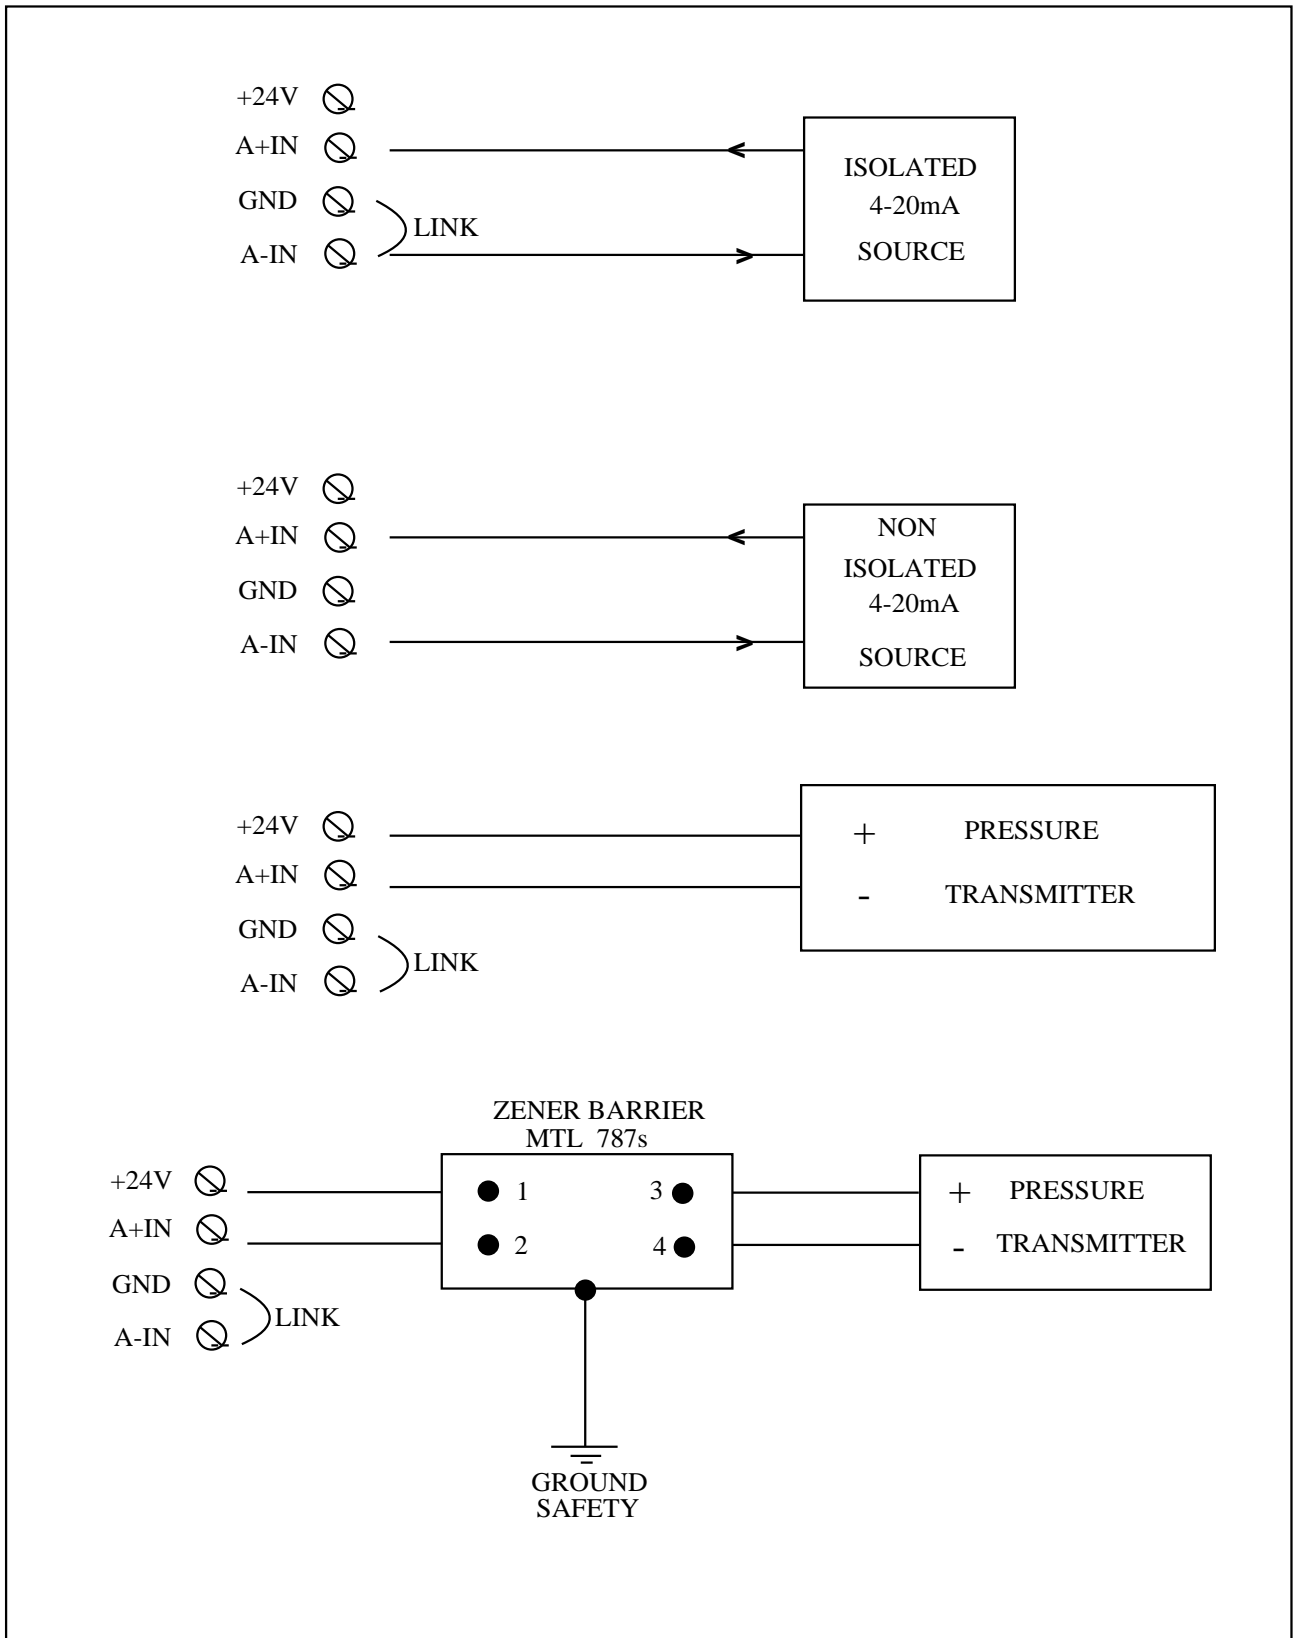 +24V
A+IN
GND
A-IN
LINK
ISOLATED
4-20mA
SOURCE
+24V
A+IN
GND
A-IN
NON
ISOLATED
4-20mA
SOURCE
+24V
A+IN
GND
A-IN
LINK
+ PRESSURE
- TRANSMITTER
ZENER BARRIER
MTL 787s
+24V
A+IN
GND
A-IN
LINK
1 3
2 4
+ PRESSURE
- TRANSMITTER
GROUND
SAFETY